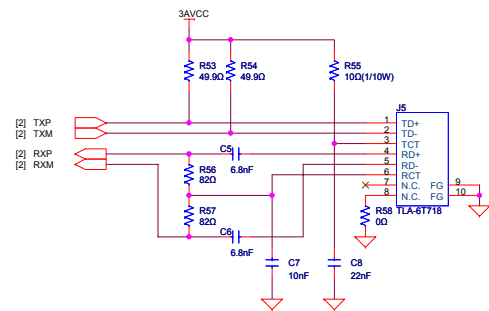 3AVCC
R53
49.9Ω
R54
49.9Ω
R55
10Ω(1/10W)
J5
[2] TXP
[2] TXM
[2] RXP
[2] RXM
1 TD+
2 TD-
3 TCT
4 RD+
5 RD-
6 RCT
7 N.C. FG 9
8 N.C. FG 10
TLA-6T718
C5
6.8nF
R56
82Ω
R57
82Ω
C6
6.8nF
R58
0Ω
C7
10nF
C8
22nF